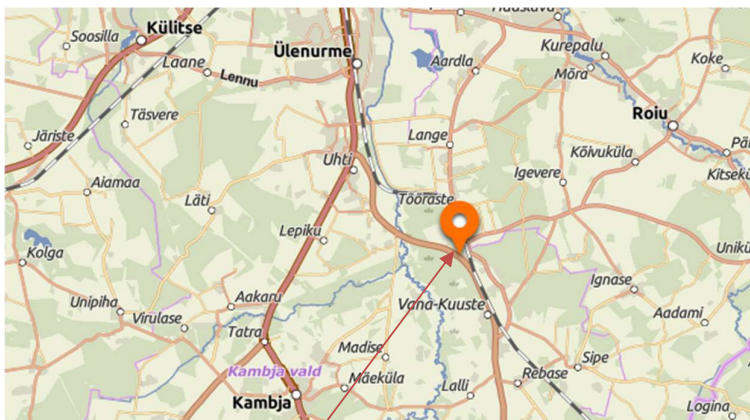 Külitse
Soosilla
Laane
Lennu
Ülenurme
Aardla
Kurepalu
Mõra
Koke
Täsvere
Roiu
Järiste
Uhti
Lange
Kõivuküla
Igevere
Aiamaa
Läti
Tõõraste
Lepiku
Kolga
Ignase
Aakaru
Unipiha
Virulase
Vana-Kuuste
Aadami
Tatra
Madise
Sipe
Kambja vald
Mäeküla
Rebase
Lalli
Kambja
Logina